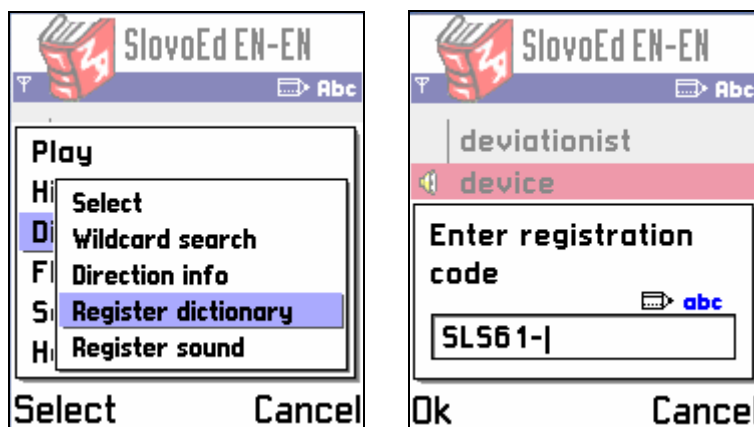 SlovoEd EN-EN
Abc
Play
Hi
Select
Di
Wildcard search
Fl
Direction info
Register dictionary
H
Register sound
Select Cancel
SlovoEd EN-EN
Abc
deviationist
device
Enter registration
code
abc
SLS61-
Ok Cancel